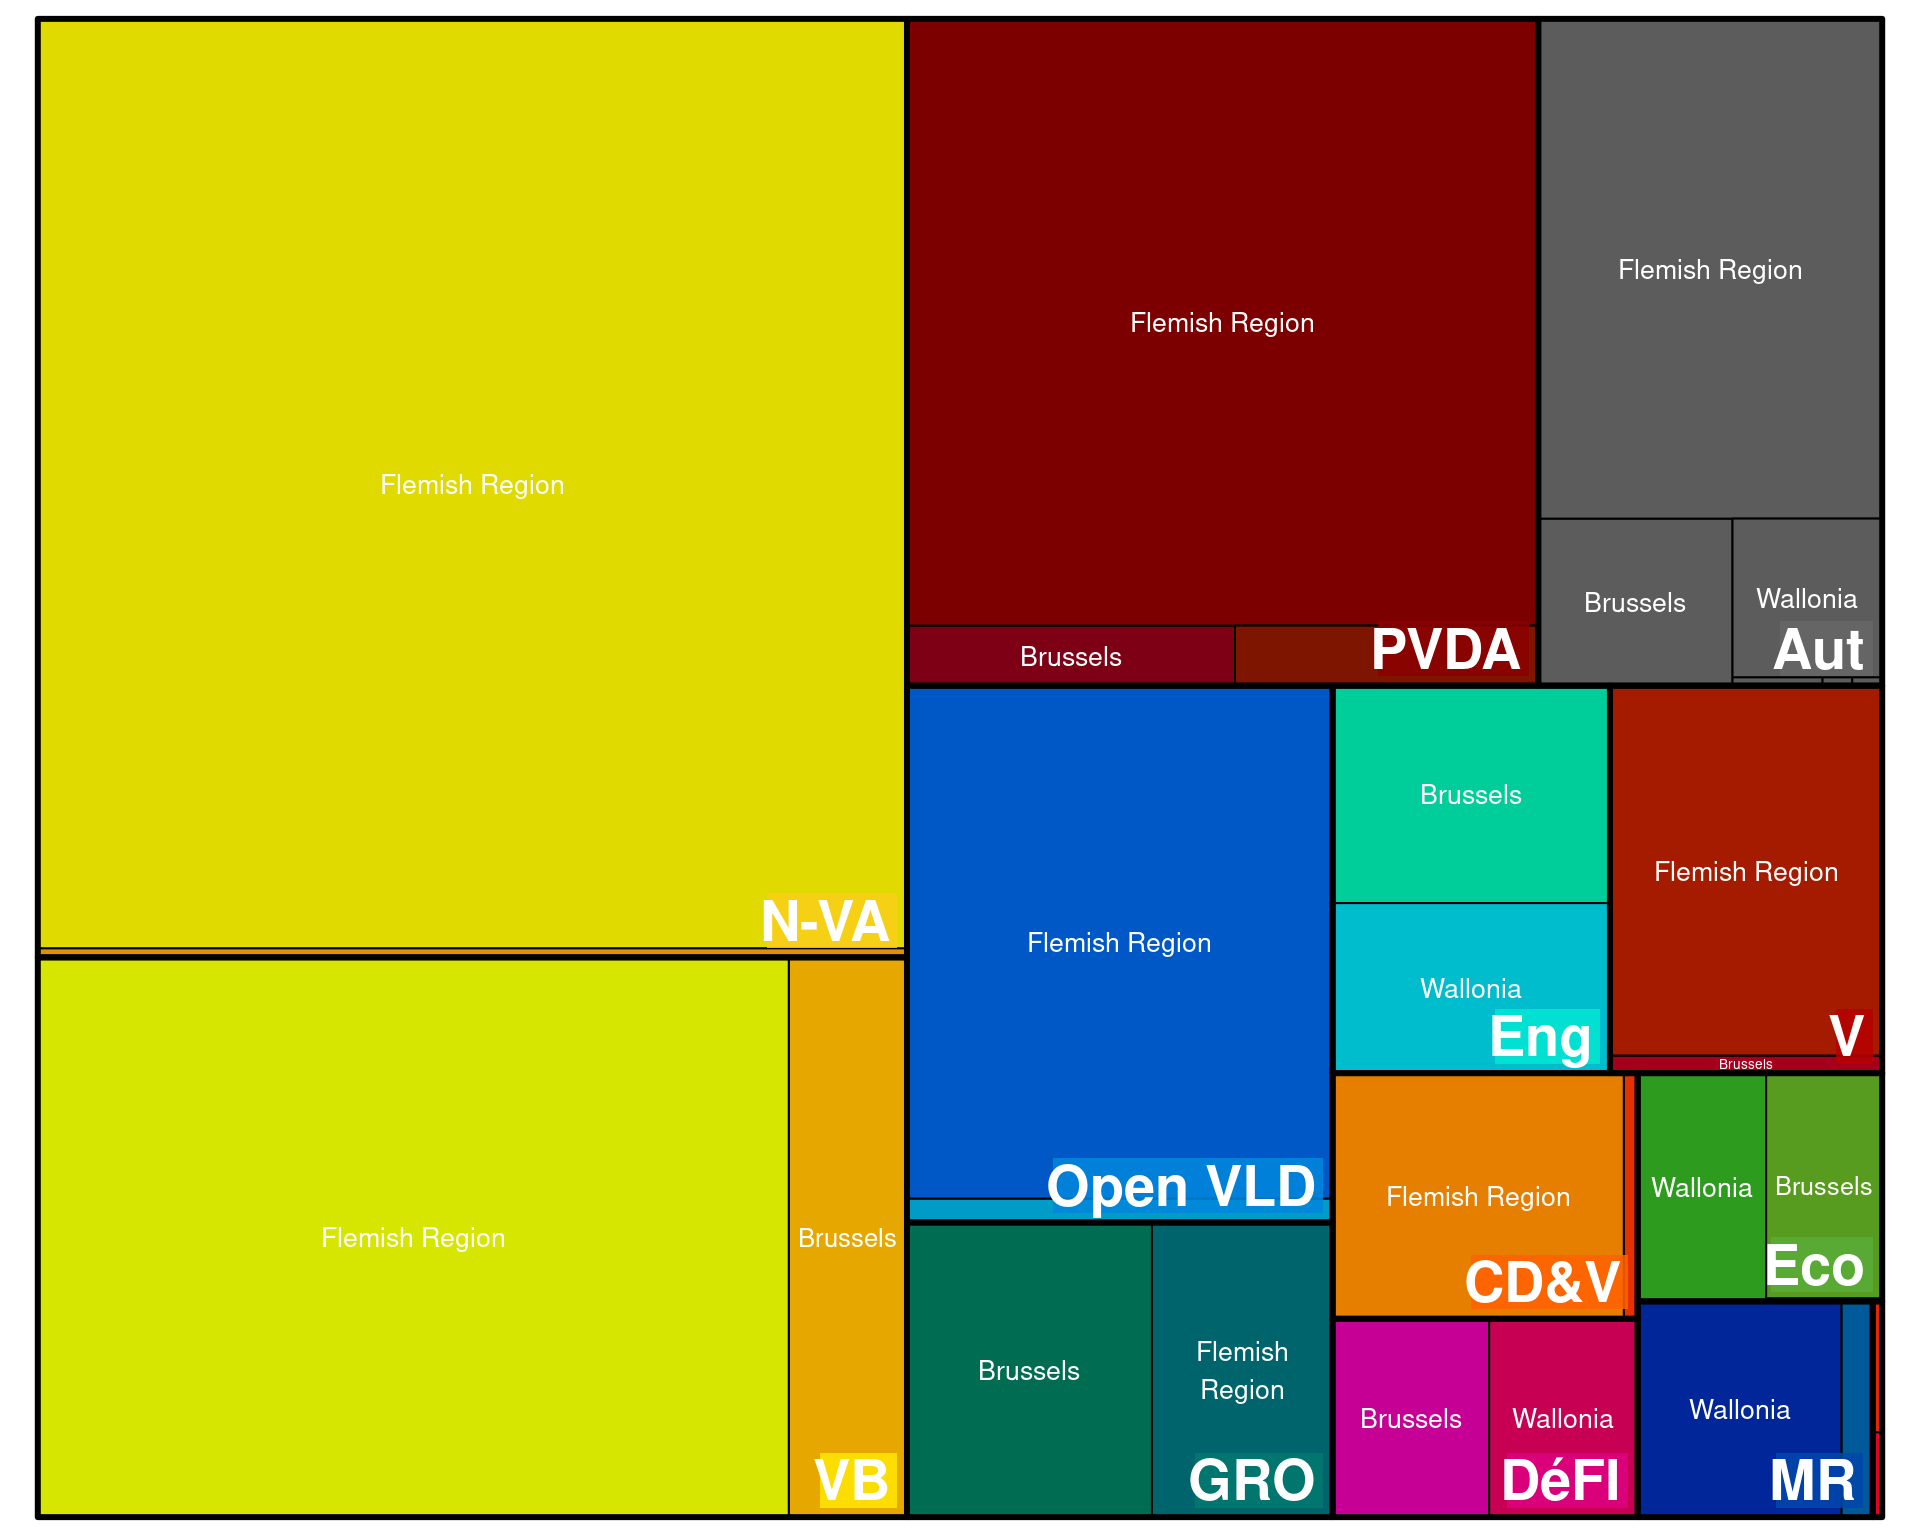 Flemish Region
N-VA
Flemish Region
Brussels
VB
Flemish Region
Brussels
PVDA
Flemish Region
Brussels
Wallonia
Aut
Flemish Region
Open VLD
Brussels
Wallonia
Eng
Flemish Region
V
Brussels
Brussels
Flemish
Region
GRO
Flemish Region
CD&V
Wallonia
Brussels
Eco
Brussels
Wallonia
DéFI
Wallonia
MR